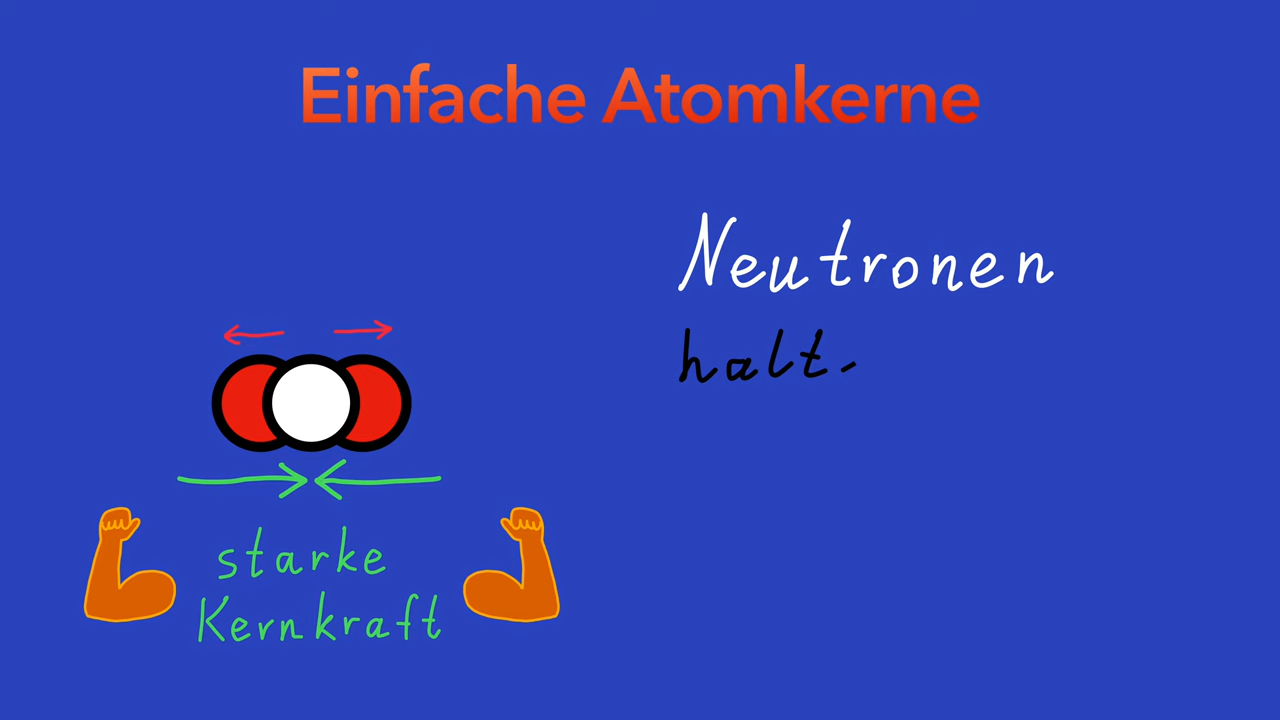 Einfache Atomkerne
Neutronen
halt
starke
Kernkraft